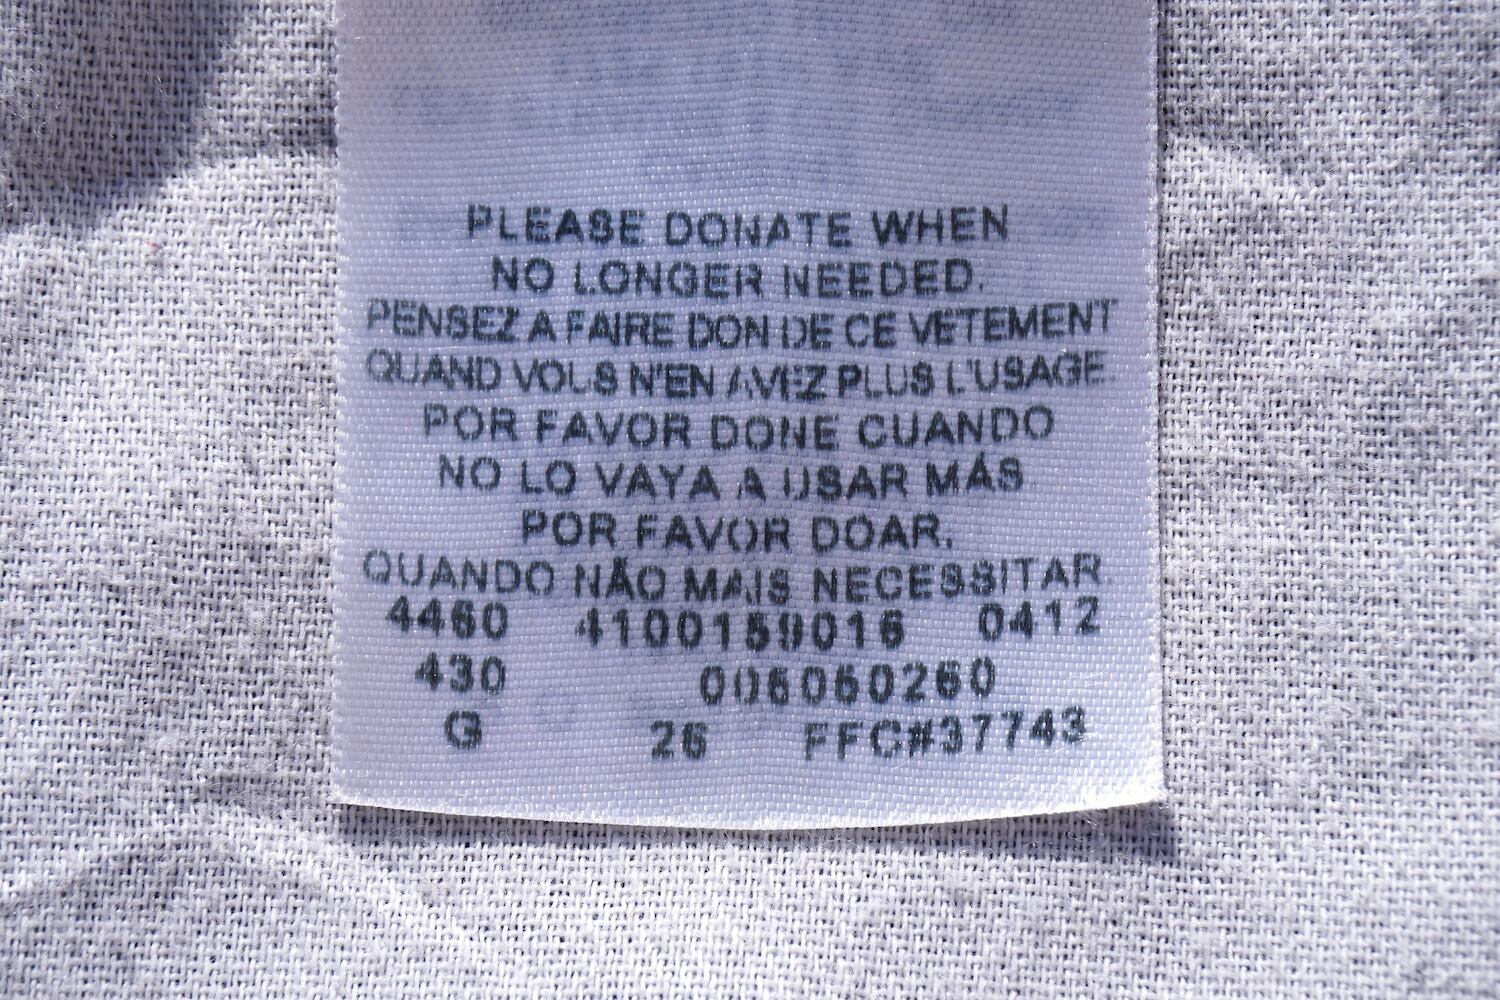 PLEASE DONATE WHEN
NO LONGER NEEDED.
PENSEZ A FAIRE DON DE CE VETEMENT
QUAND VOUS N'EN AVEZ PLUS L'USAGE.
POR FAVOR DONE CUANDO
NO LO VAYA A USAR MÁS
POR FAVOR DOAR,
QUANDO NÃO MAIS NECESSITAR.
4460 4100159016 0412
430 006060260
G 26 FFC#37743